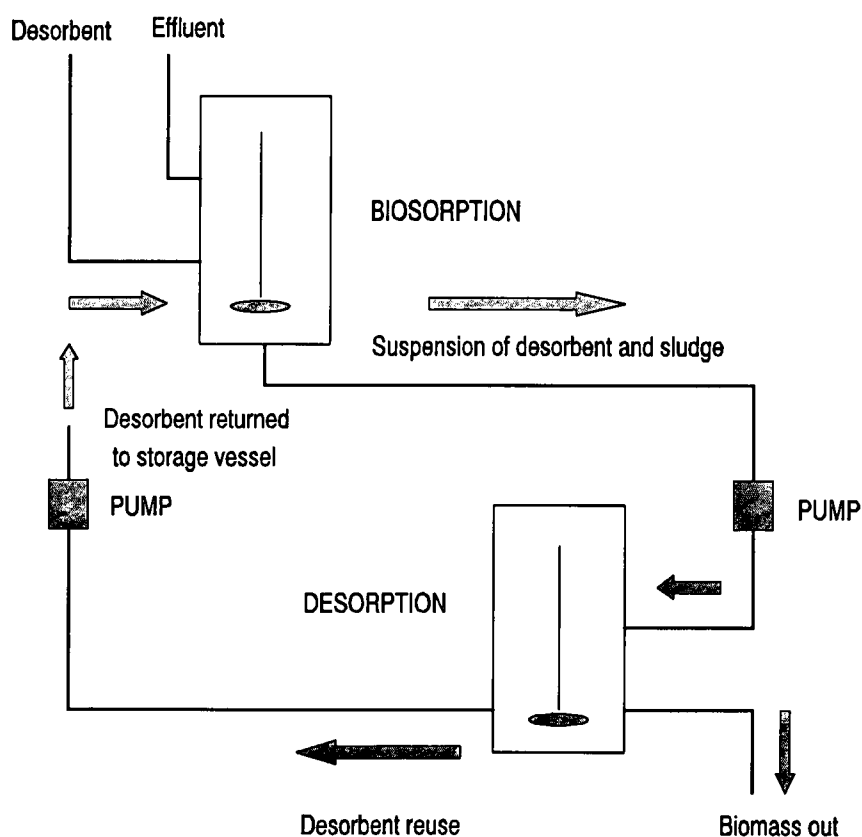 Desorbent
Effluent
BIOSORPTION
Suspension of desorbent and sludge
Desorbent returned
to storage vessel
PUMP
PUMP
DESORPTION
Desorbent reuse
Biomass out